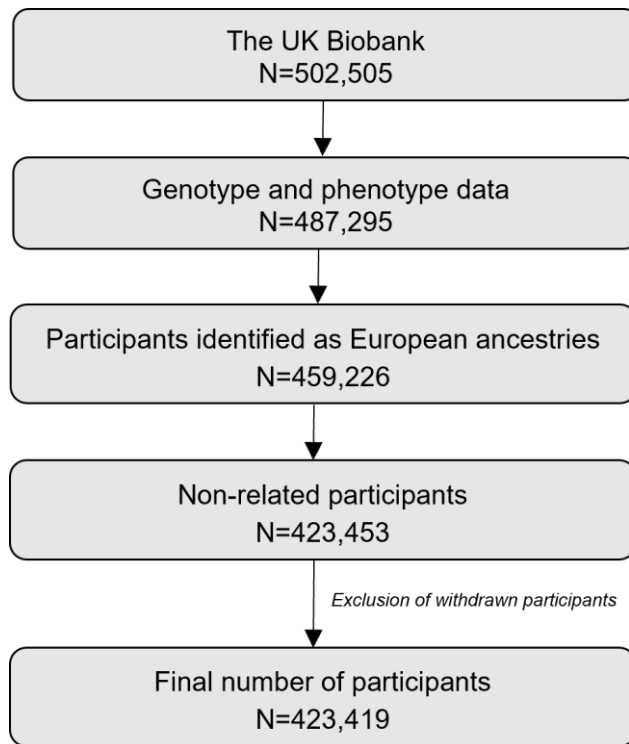 The UK Biobank
N=502,505
Genotype and phenotype data
N=487,295
Participants identified as European ancestries
N=459,226
Non-related participants
N=423,453
Exclusion of withdrawn participants
Final number of participants
N=423,419